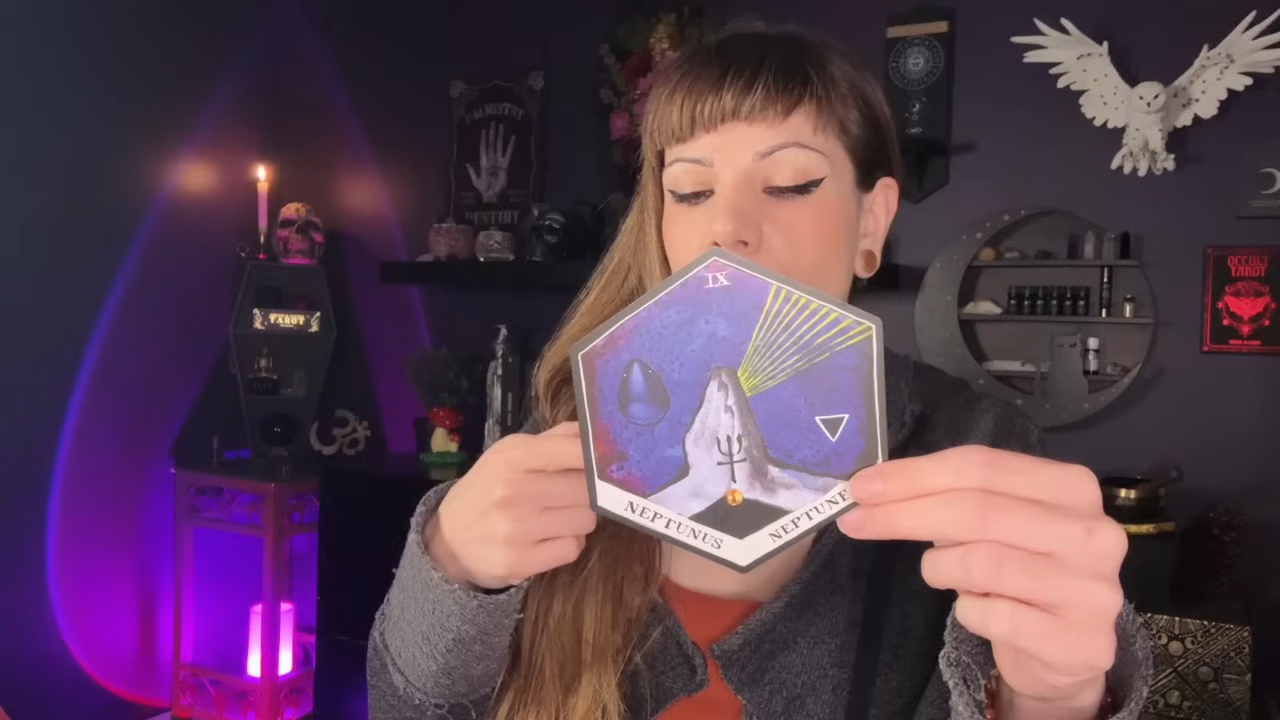 PALMISTRY
DESTINY
TAROT
OCCULT
TAROT
IX
NEPTUNUS
NEPTUNE